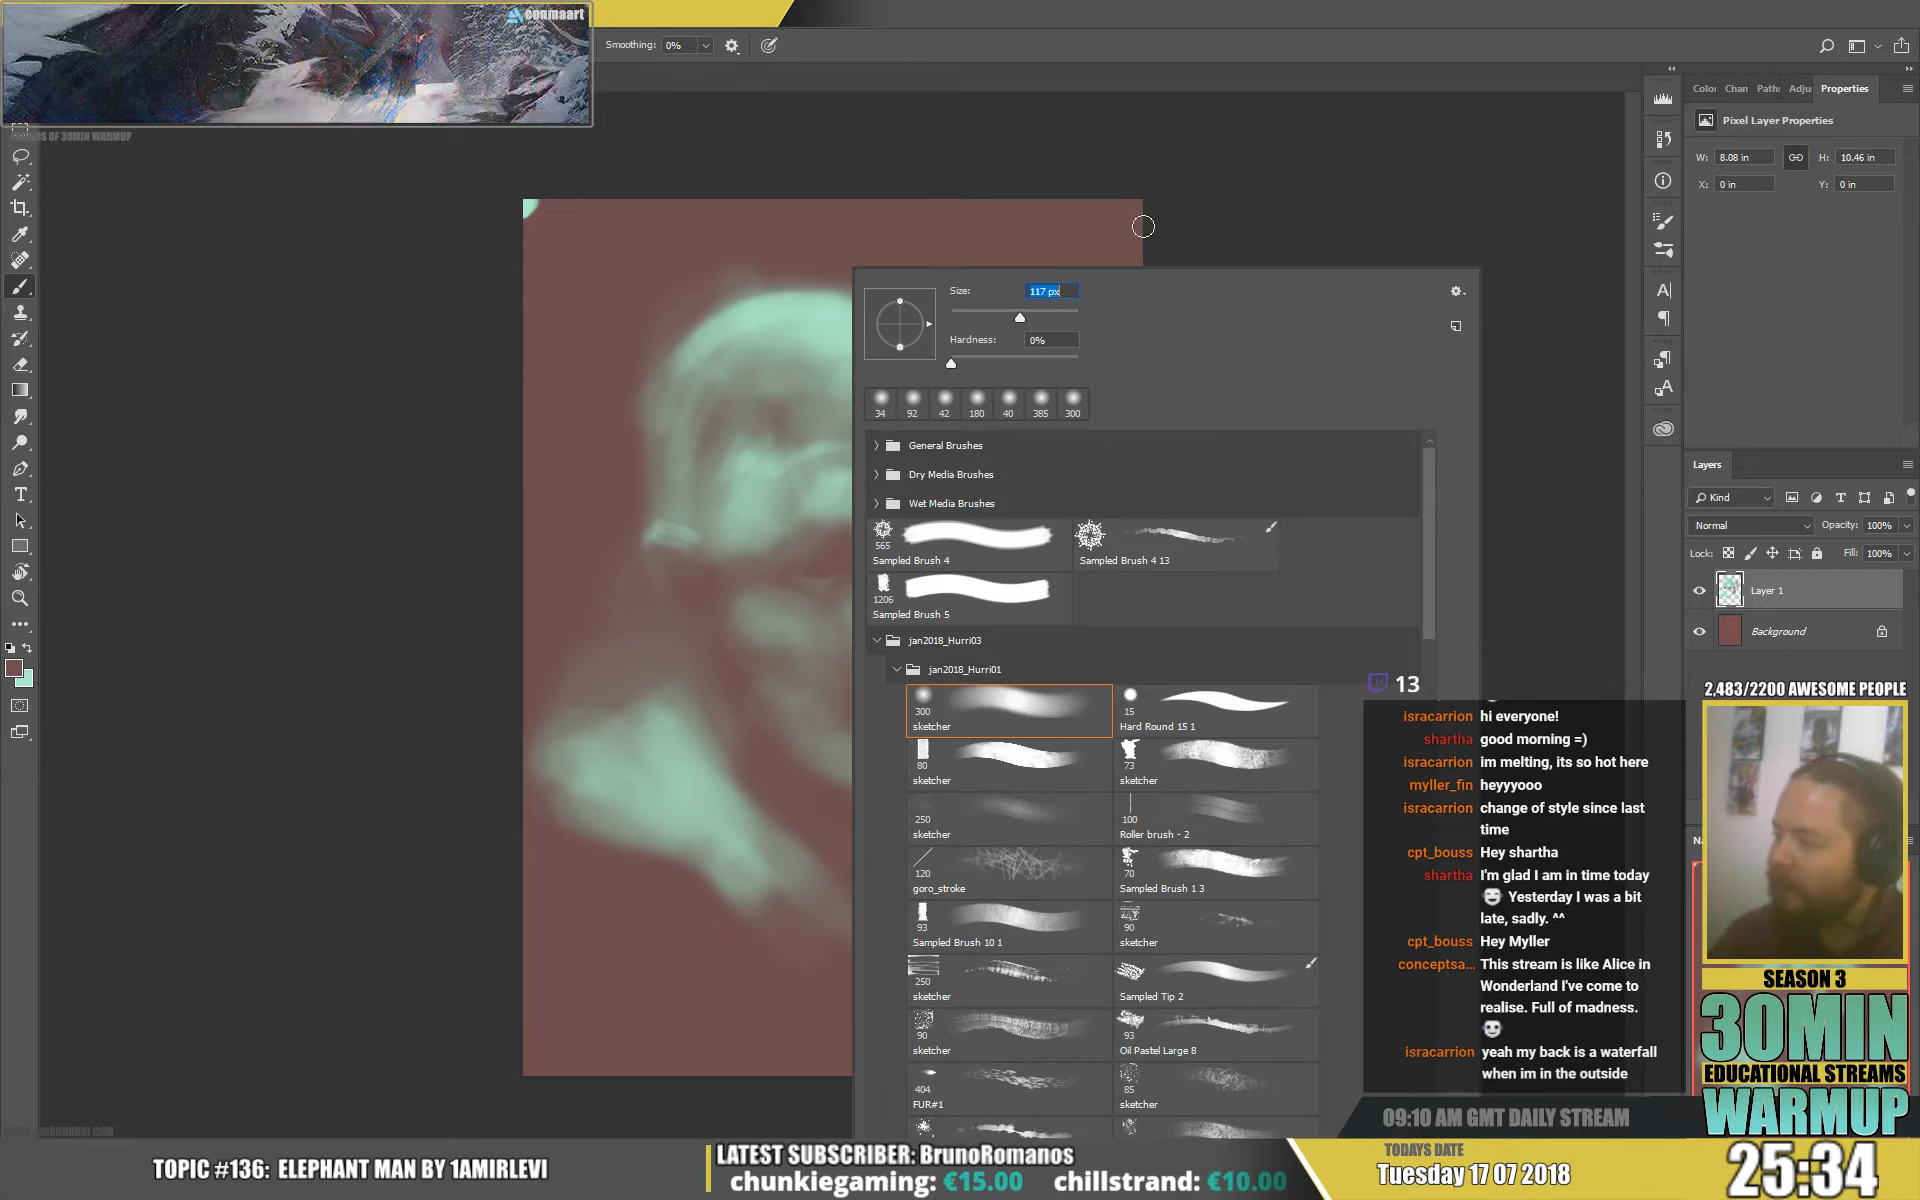 conmaart
Smoothing: 0%
OF 30MIN WARMUP
Colo Chan Paths Adju Properties
Pixel Layer Properties
W: 8.08 in H: 10.46 in
X: 0 in Y: 0 in
Size: 117 px
Hardness: 0%
34 92 42 180 40 385 300
General Brushes
Dry Media Brushes
Wet Media Brushes
565
Sampled Brush 4 Sampled Brush 4 13
1206
Sampled Brush 5
jan2018_Hurri03
jan2018_Hurri01
300 15
sketcher Hard Round 15 1
80 73
sketcher sketcher
250 100
sketcher Roller brush - 2
120 70
goro_stroke Sampled Brush 1 3
93 90
Sampled Brush 10 1 sketcher
250
sketcher Sampled Tip 2
90 93
sketcher Oil Pastel Large 8
404 85
FUR#1 sketcher
Layers
Kind
Normal Opacity: 100%
Lock: Fill: 100%
Layer 1
Background
13
isracarrion hi everyone!
shartha good morning =)
isracarrion im melting, its so hot here
myller_fin heyyyooo
isracarrion change of style since last
time
cpt_bouss Hey shartha
shartha I'm glad I am in time today
Yesterday I was a bit
late, sadly. ^^
cpt_bouss Hey Myller
conceptsa... This stream is like Alice in
Wonderland I've come to
realise. Full of madness.
isracarrion yeah my back is a waterfall
when im in the outside
2,483/2200 AWESOME PEOPLE
SEASON 3
30MIN
EDUCATIONAL STREAMS
WARMUP
09:10 AM GMT DAILY STREAM
TOPIC #136: ELEPHANT MAN BY 1AMIRLEVI
LATEST SUBSCRIBER: BrunoRomanos
chunkiegaming: €15.00 chillstrand: €10.00
TODAYS DATE
Tuesday 17 07 2018
25:34